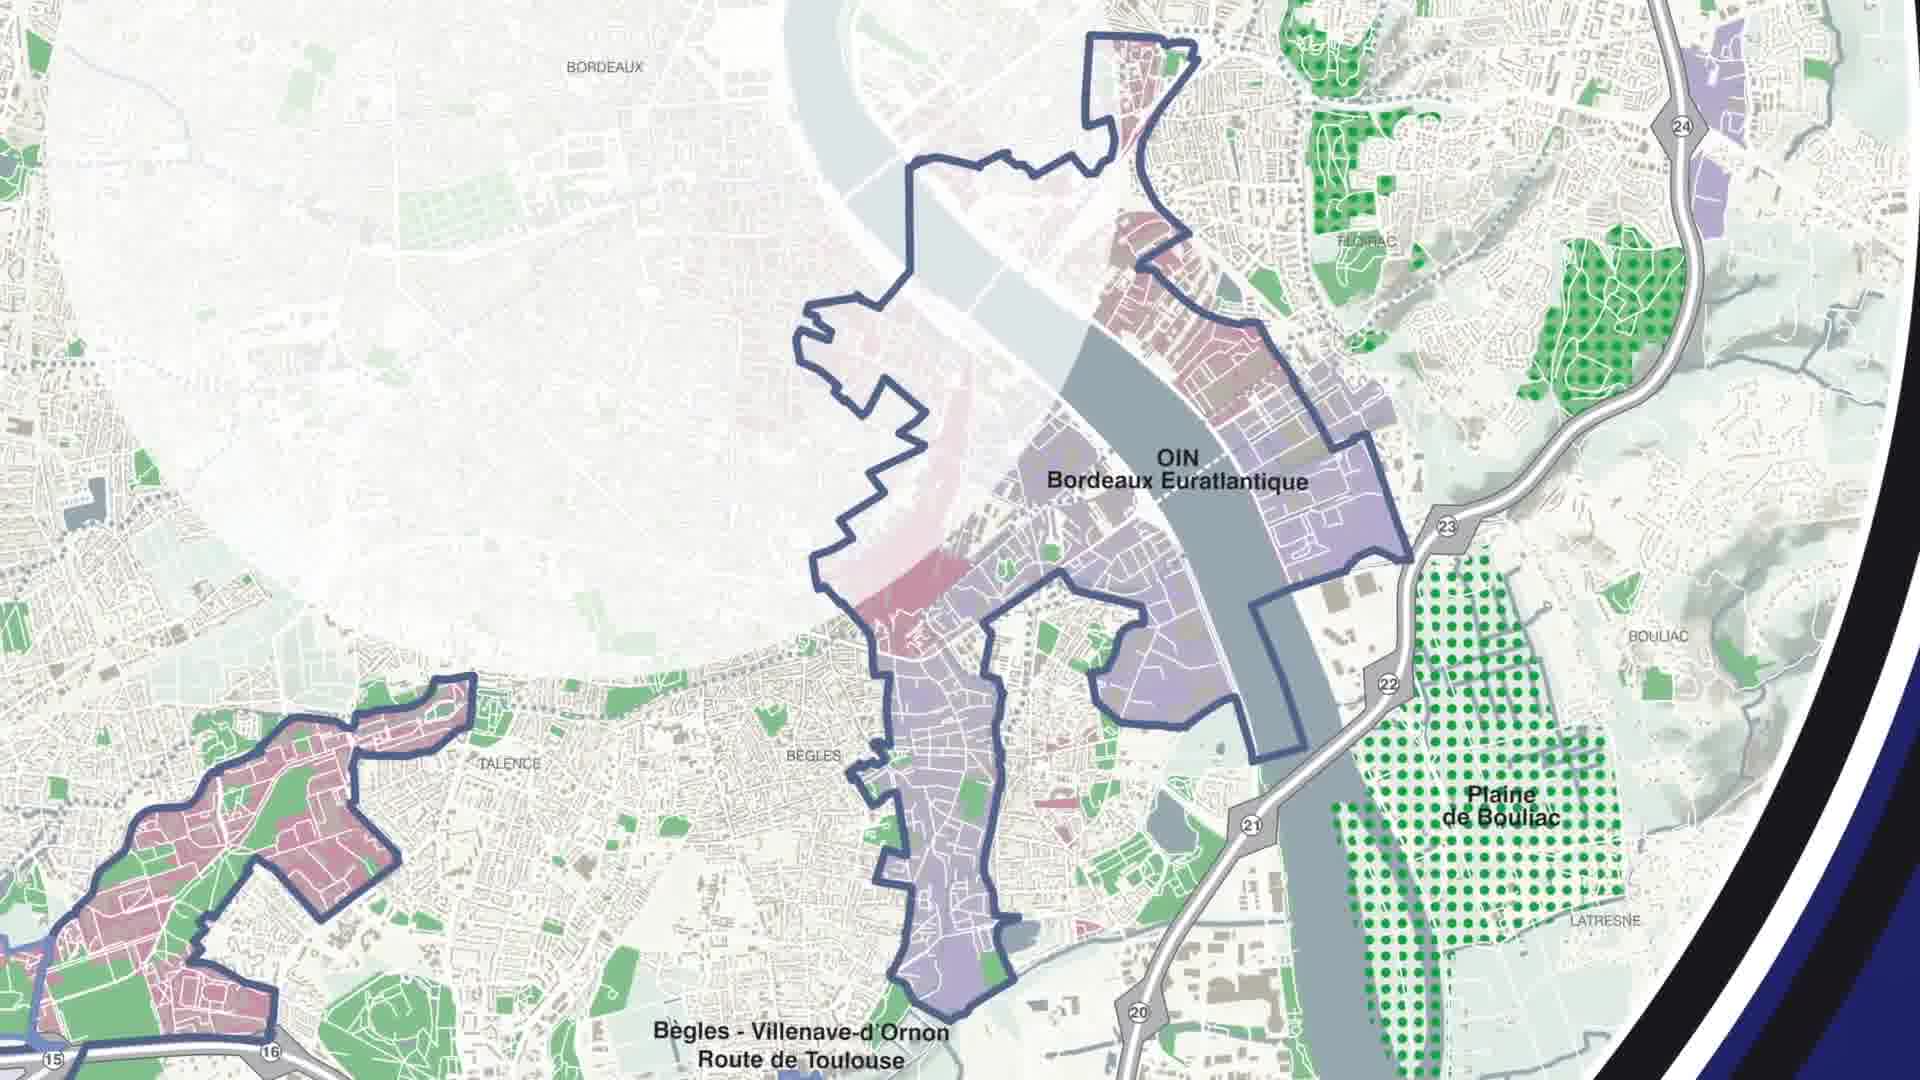 BORDEAUX
24
FLOIRAC
OIN
Bordeaux Euratlantique
23
BOULIAC
22
BÈGLES
TALENCE
Plaine
de Bouliac
21
LATRESNE
20
Bègles - Villenave-d'Ornon
Route de Toulouse
15
16